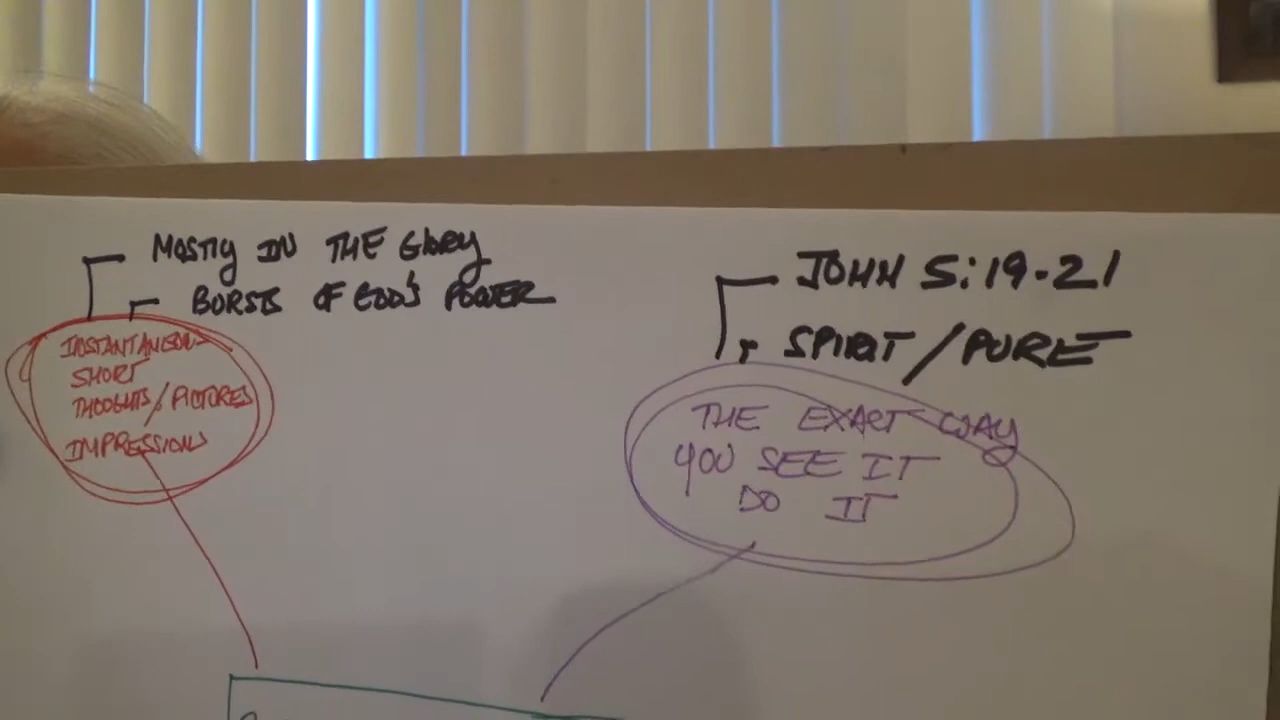 MOSTLY IN THE GLORY
BURSTS OF GOD'S POWER
INSTANTANEOUS
SHORT
THOUGHTS/PICTURES
IMPRESSIONS
JOHN 5:19-21
SPIRIT/PURE
THE EXART WAY
YOU SEE IT
DO IT